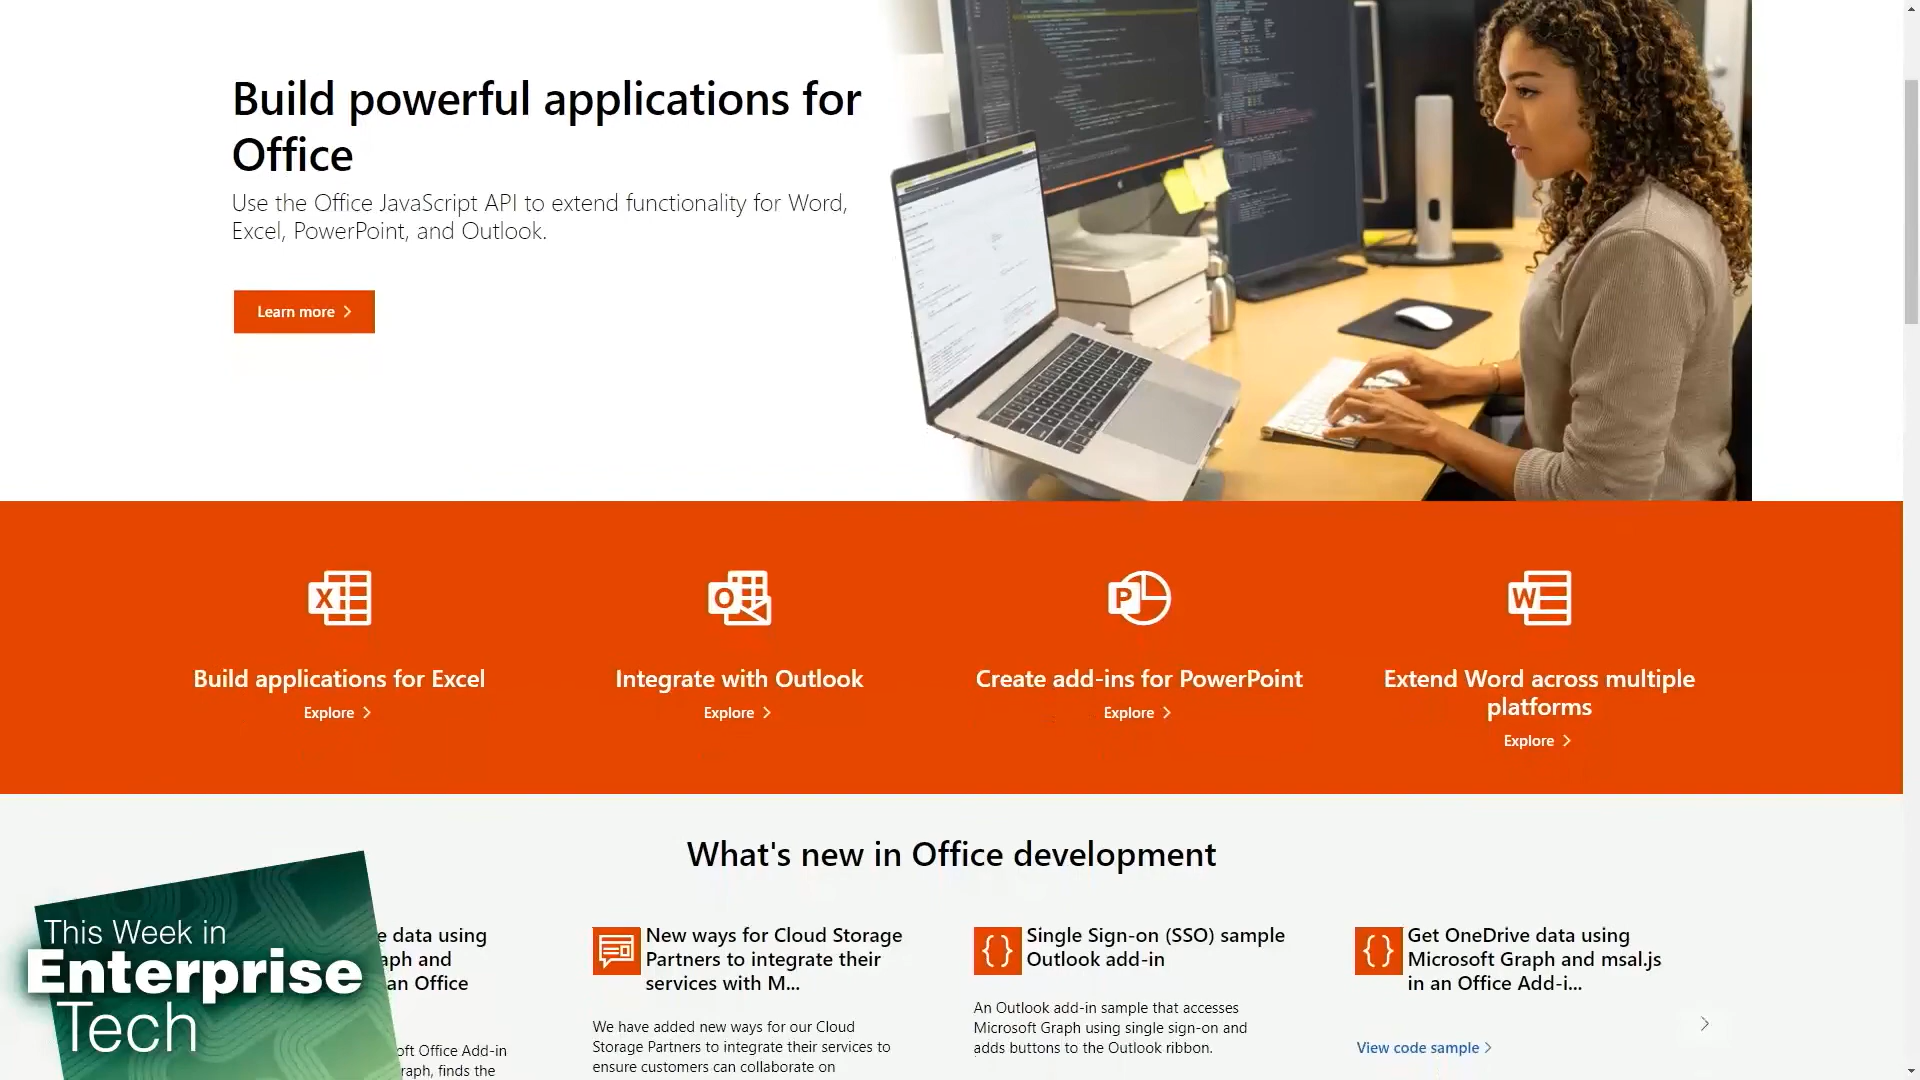 Build powerful applications for
Office
Use the Office JavaScript API to extend functionality for Word,
Excel, PowerPoint, and Outlook.
Learn more
X
O
P
W
Build applications for Excel
Integrate with Outlook
Create add-ins for PowerPoint
Extend Word across multiple
platforms
Explore
Explore
Explore
Explore
What's new in Office development
This Week in
Enterprise
Tech
e data using
aph and
an Office
oft Office Add-in
raph, finds the
New ways for Cloud Storage
Partners to integrate their
services with M...
We have added new ways for our Cloud
Storage Partners to integrate their services to
ensure customers can collaborate on
{} Single Sign-on (SSO) sample
Outlook add-in
An Outlook add-in sample that accesses
Microsoft Graph using single sign-on and
adds buttons to the Outlook ribbon.
{} Get OneDrive data using
Microsoft Graph and msal.js
in an Office Add-i...
View code sample